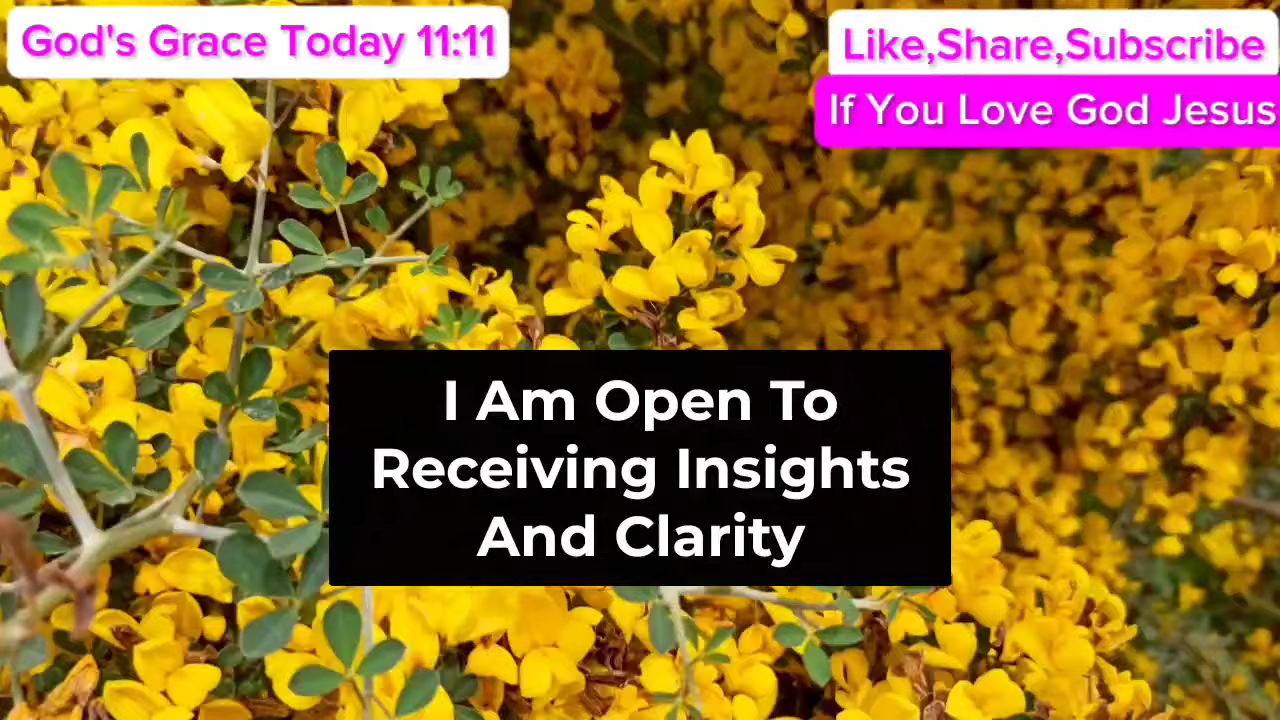 God's Grace Today 11:11
Like,Share,Subscribe
If You Love God Jesus
I Am Open To
Receiving Insights
And Clarity